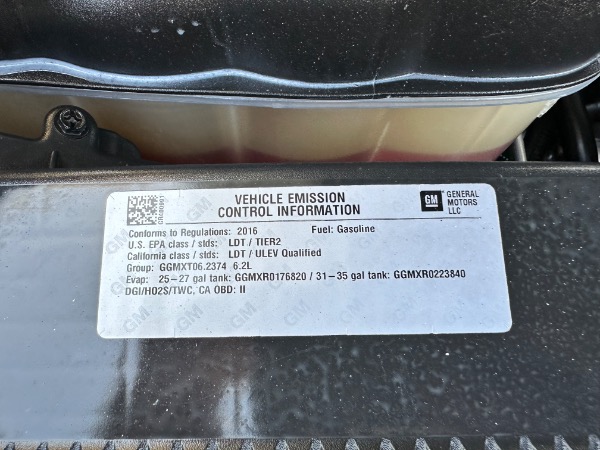 VEHICLE EMISSION
CONTROL INFORMATION
GM GENERAL MOTORS LLC
Conforms to Regulations: 2016 Fuel: Gasoline
U.S. EPA class / stds: LDT / TIER2
California class / stds: LDT / ULEV Qualified
Group: GGMXT06.2374 6.2L
Evap: 25-27 gal tank: GGMXR0176820 / 31-35 gal tank: GGMXR0223840
DGI/HO2S/TWC, CA OBD: II